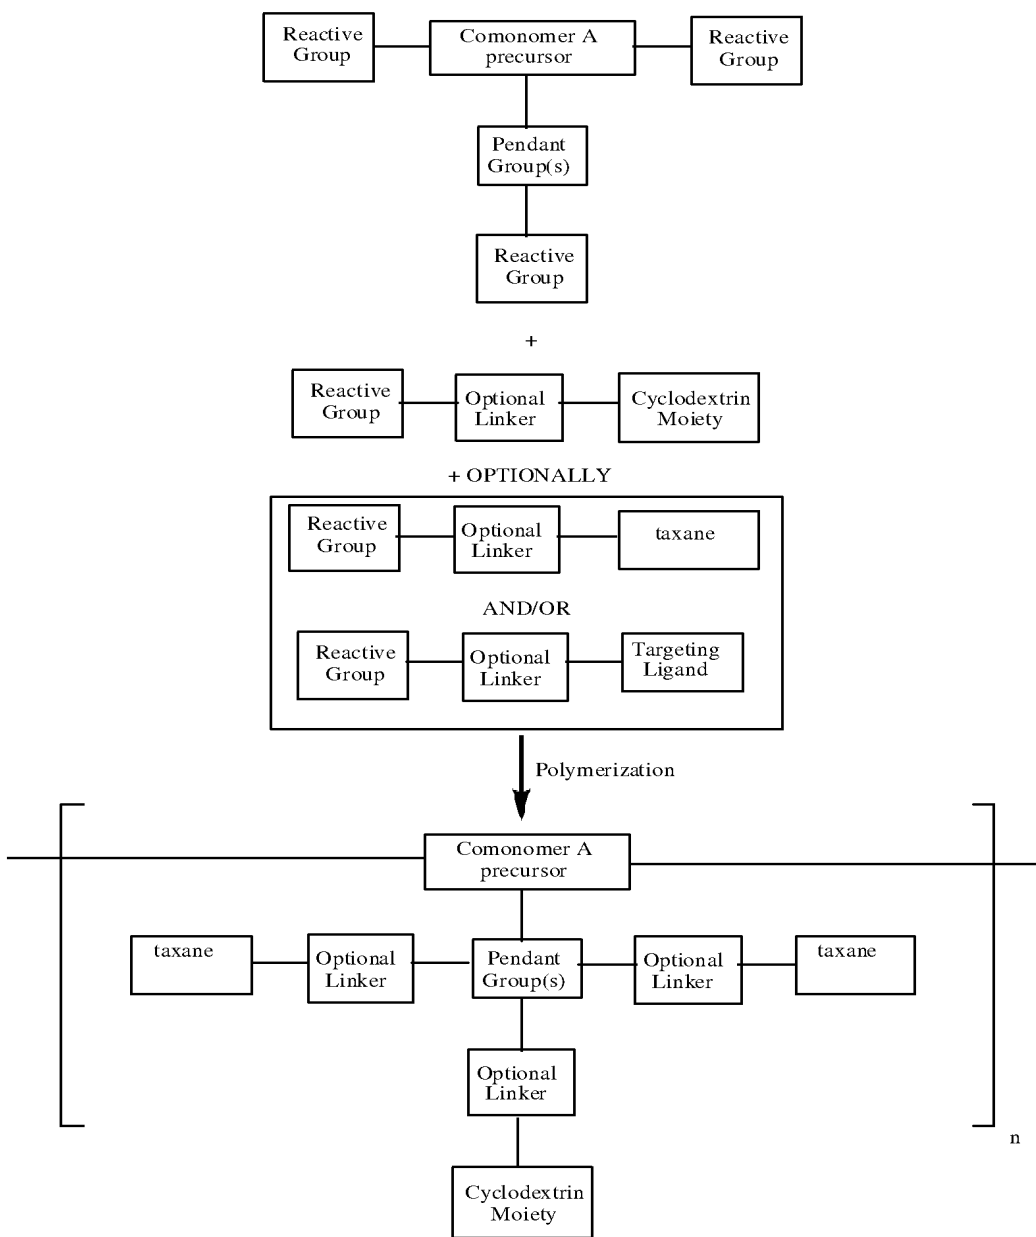 Reactive
Group
Comonomer A
precursor
Reactive
Group
Pendant
Group(s)
Reactive
Group
+
Reactive
Group
Optional
Linker
Cyclodextrin
Moiety
+ OPTIONALLY
Reactive
Group
Optional
Linker
taxane
AND/OR
Reactive
Group
Optional
Linker
Targeting
Ligand
Polymerization
Comonomer A
precursor
taxane
Optional
Linker
Pendant
Group(s)
Optional
Linker
taxane
Optional
Linker
n
Cyclodextrin
Moiety